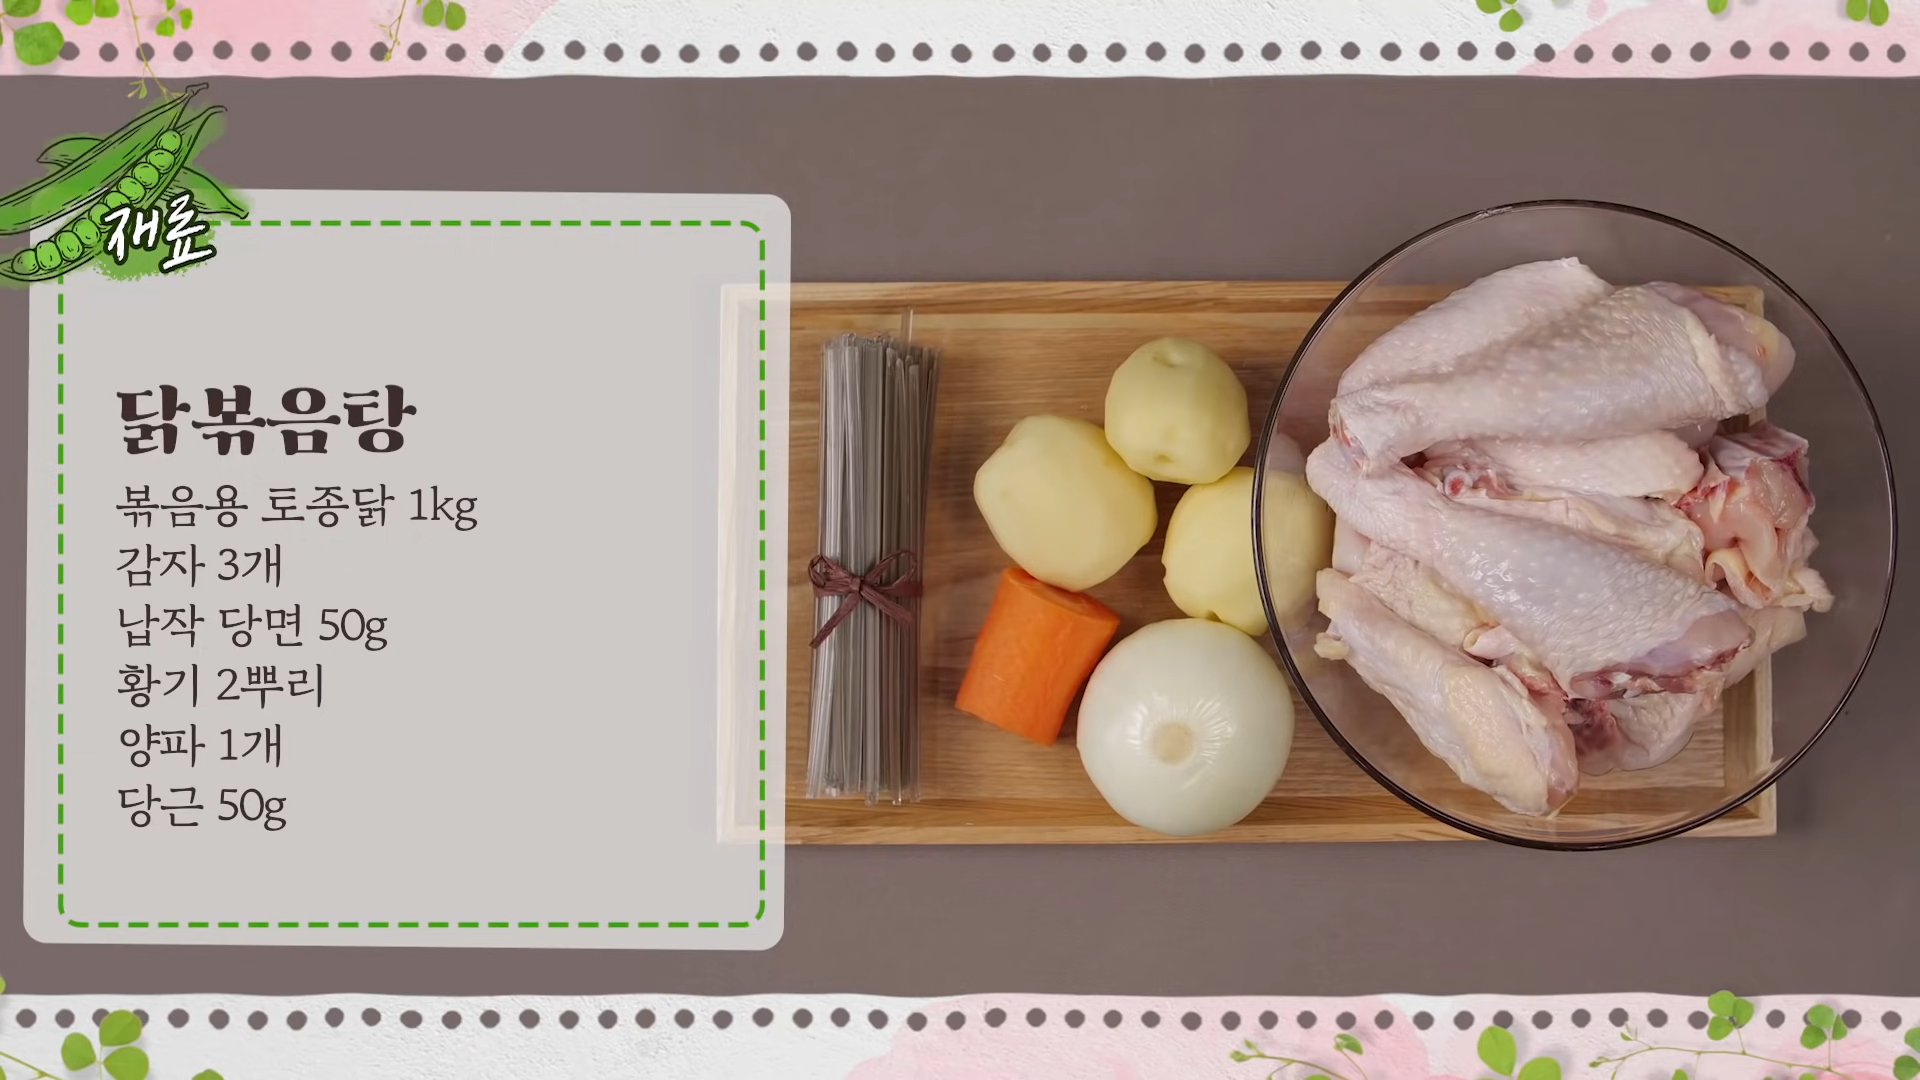 재료
닭볶음탕
볶음용 토종닭 1kg
감자 3개
납작 당면 50g
황기 2뿌리
양파 1개
당근 50g